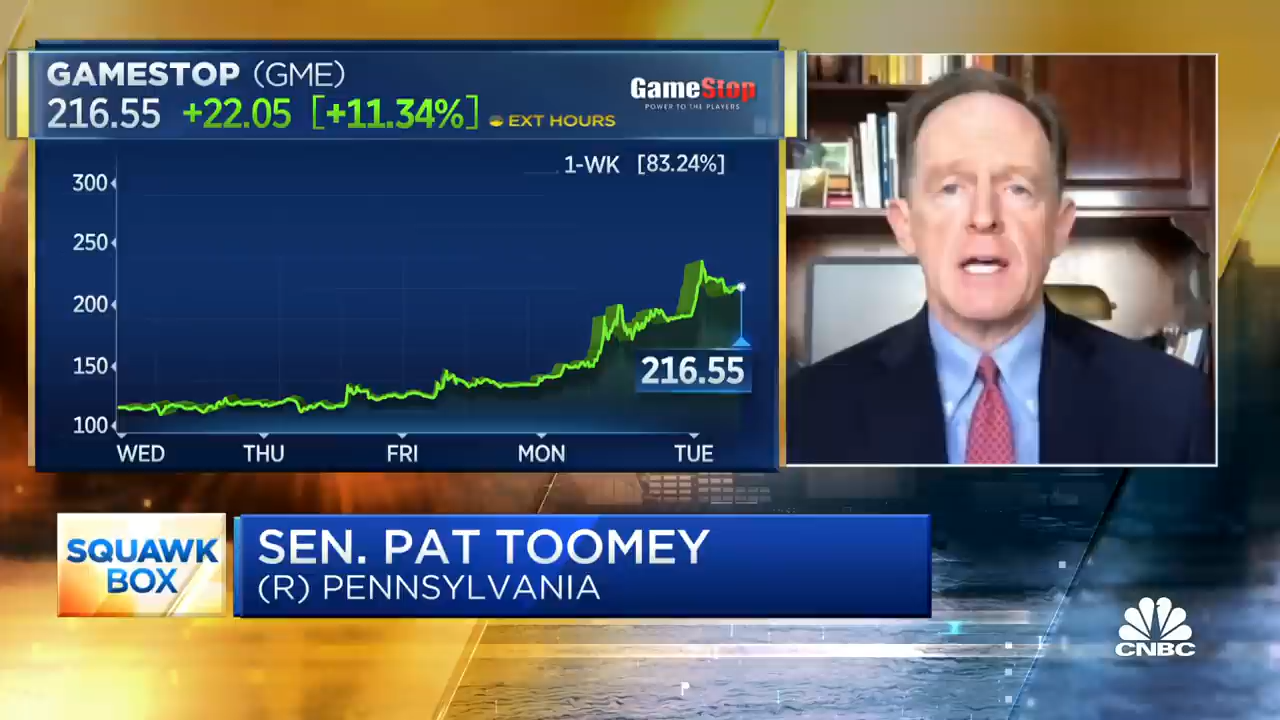 GAMESTOP (GME)
216.55 +22.05 [+11.34%] EXT HOURS
GameStop
POWER TO THE PLAYERS
1-WK [83.24%]
300
250
200
150
100
216.55
WED THU FRI MON TUE
SQUAWK
BOX
SEN. PAT TOOMEY
(R) PENNSYLVANIA
CNBC